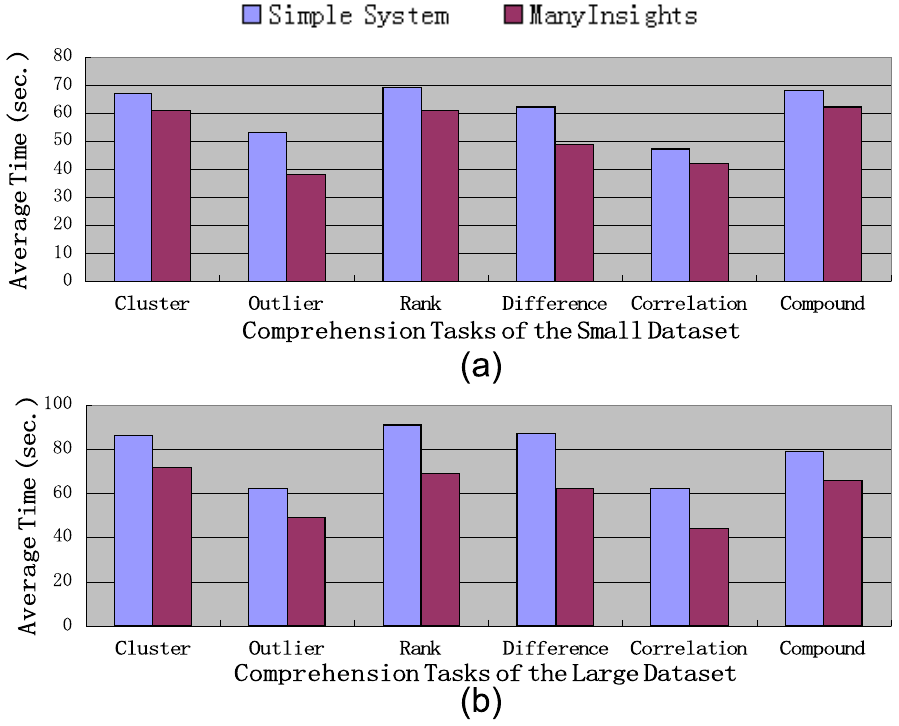 Simple System ManyInsights
Average Time (sec.)
80
70
60
50
40
30
20
10
0
Cluster Outlier Rank Difference Correlation Compound
Comprehension Tasks of the Small Dataset
(a)
Average Time (sec.)
100
80
60
40
20
0
Cluster Outlier Rank Difference Correlation Compound
Comprehension Tasks of the Large Dataset
(b)